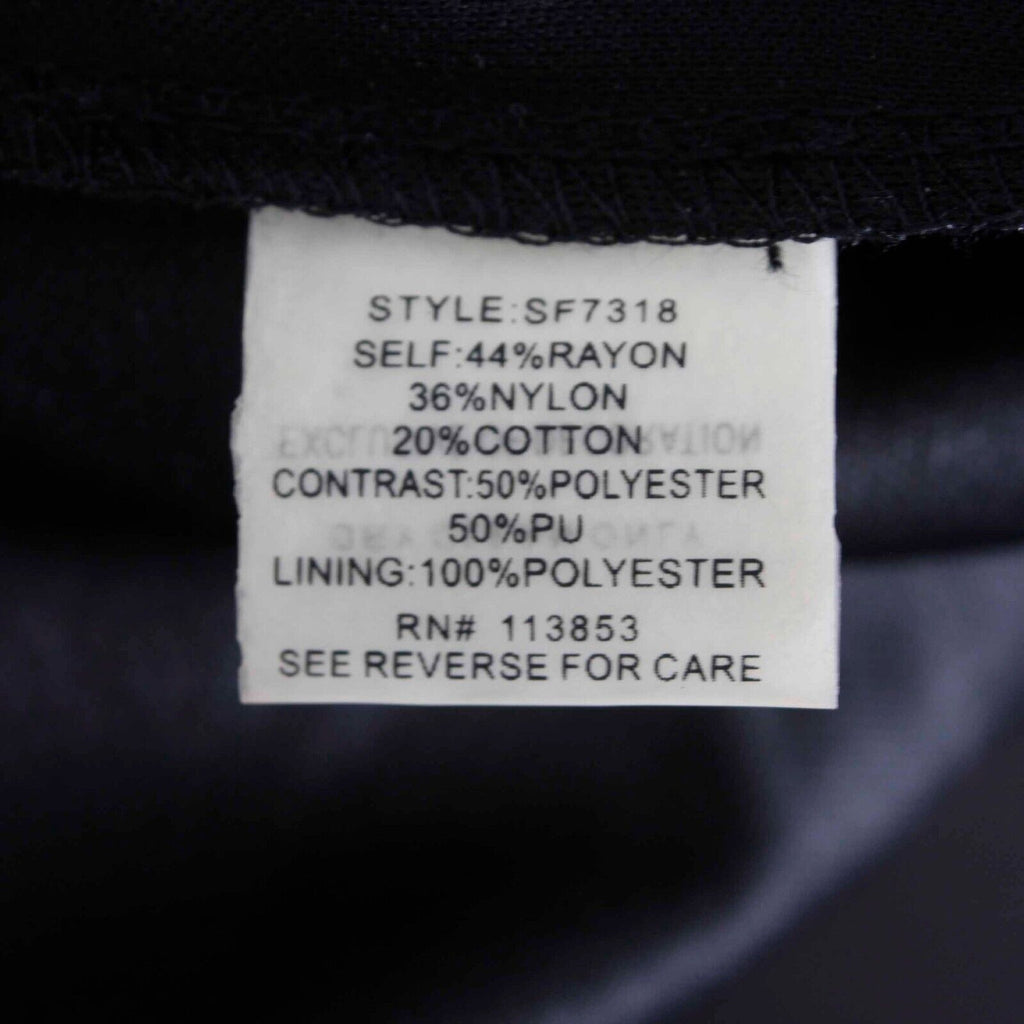 STYLE:SF7318
SELF:44%RAYON
36%NYLON
20%COTTON
CONTRAST:50%POLYESTER
50%PU
LINING:100%POLYESTER
RN# 113853
SEE REVERSE FOR CARE